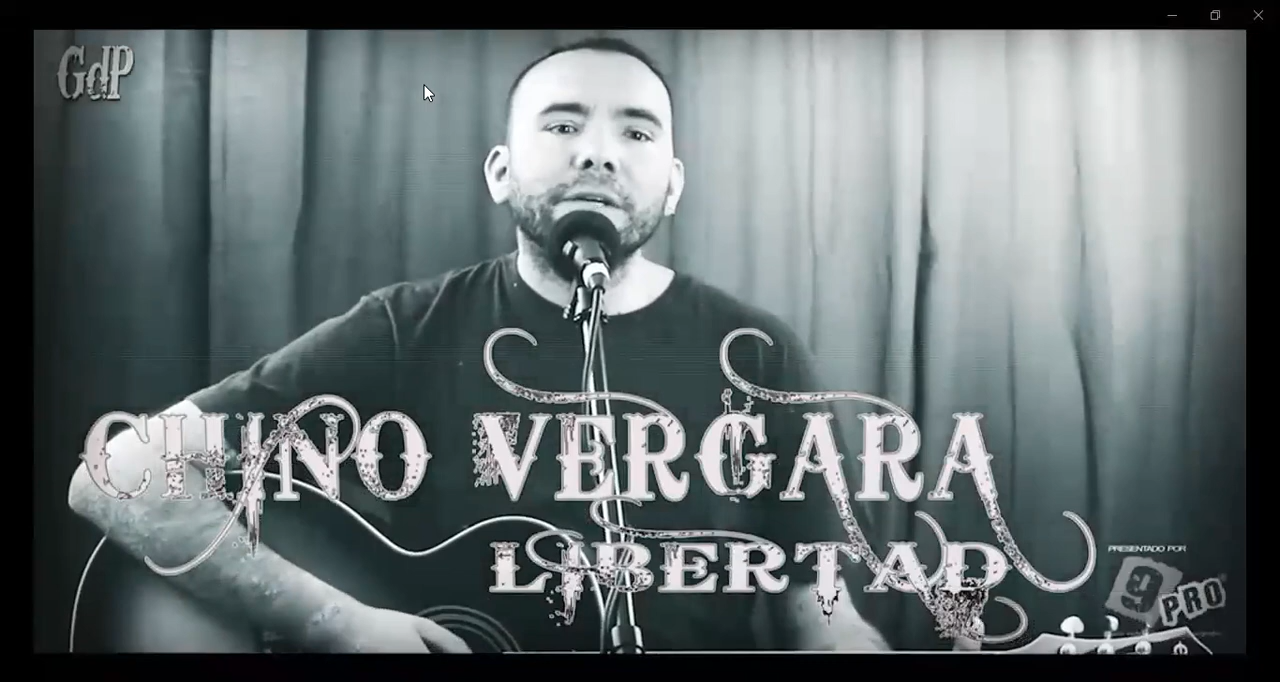 GdP
CHINO VERGARA
LIBERTAD
PRESENTADO POR
9 PRO